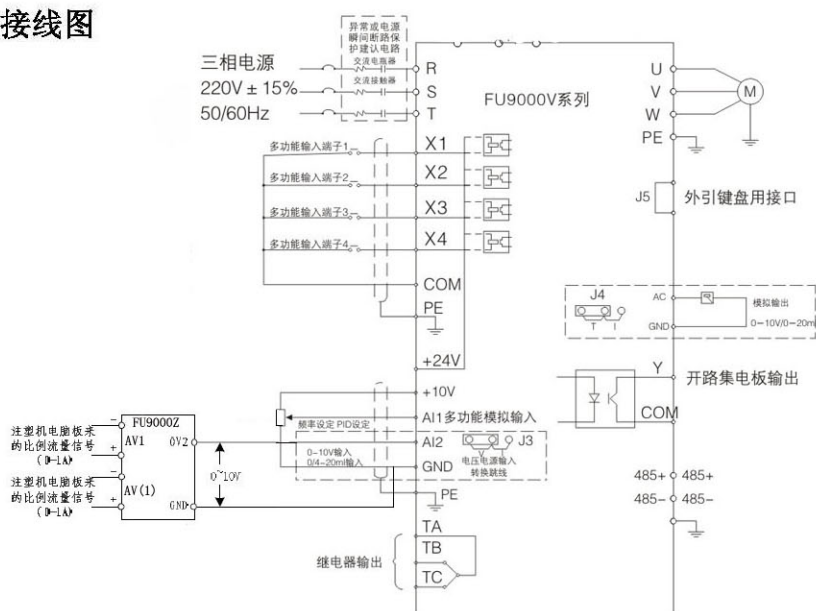 接线图
异常或电源
瞬间断路保
护建认电路
交流电瓶器
交流接触器
三相电源
220V ± 15%
50/60Hz
R
S
T
FU9000V系列
U
V
W
PE
M
多功能输入端子1
多功能输入端子2
多功能输入端子3
多功能输入端子4
X1
X2
X3
X4
COM
PE
+24V
J5
外引键盘用接口
J4
T I
AC
GND
模拟输出
0-10V/0-20m
Y
COM
开路集电板输出
+10V
AI1多功能模拟输入
AI2
GND
PE
频率设定 PID设定
0-10V输入
0/4-20ml输入
J3
V I
电压电源输入
转换跳线
注塑机电脑板来
的比例流量信号
(0-1A)
注塑机电脑板来
的比例流量信号
(0-1A)
FU9000Z
AV1
AV(1)
0V2
GND
0~10V
485+ 485+
485- 485-
继电器输出
TA
TB
TC